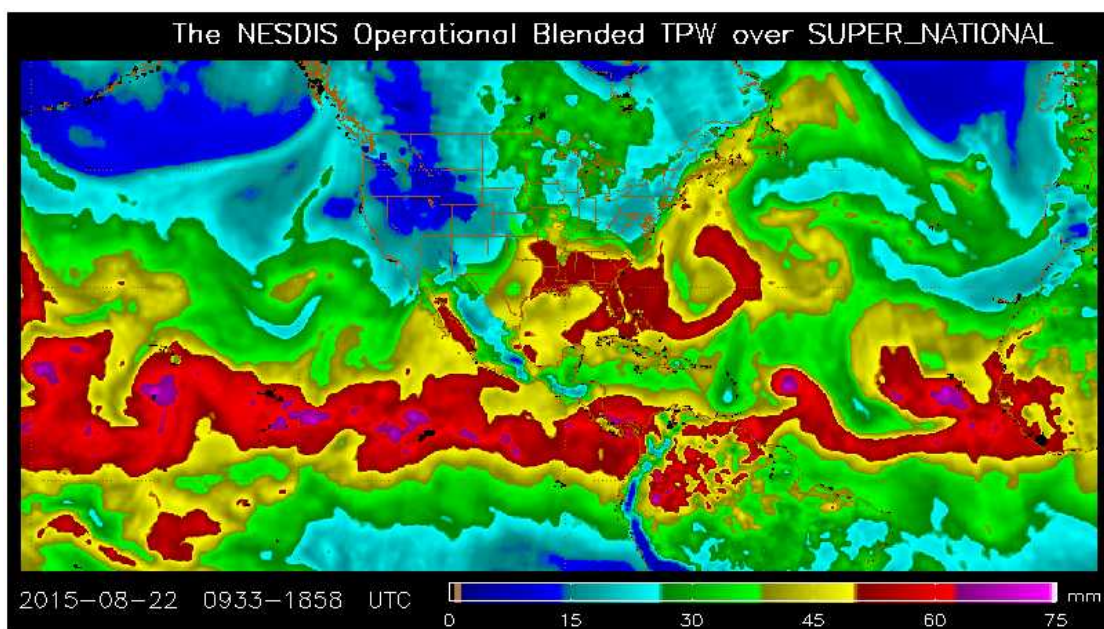 The NESDIS Operational Blended TPW over SUPER_NATIONAL
2015-08-22 0933-1858 UTC
mm
0 15 30 45 60 75